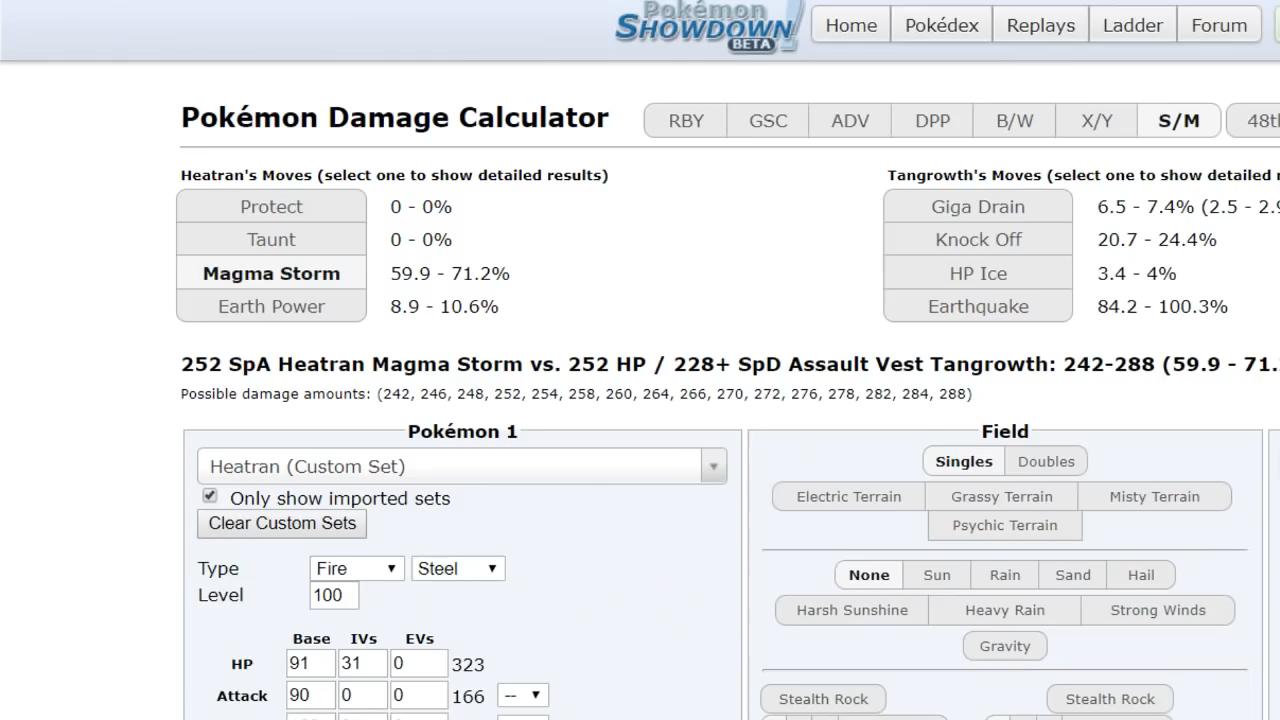 Pokémon
SHOWDOWN!
BETA
Home Pokédex Replays Ladder Forum
Pokémon Damage Calculator RBY GSC ADV DPP B/W X/Y S/M 48th
Heatran's Moves (select one to show detailed results)
Protect 0 - 0%
Taunt 0 - 0%
Magma Storm 59.9 - 71.2%
Earth Power 8.9 - 10.6%
Tangrowth's Moves (select one to show detailed
Giga Drain 6.5 - 7.4% (2.5 - 2.9
Knock Off 20.7 - 24.4%
HP Ice 3.4 - 4%
Earthquake 84.2 - 100.3%
252 SpA Heatran Magma Storm vs. 252 HP / 228+ SpD Assault Vest Tangrowth: 242-288 (59.9 - 71.
Possible damage amounts: (242, 246, 248, 252, 254, 258, 260, 264, 266, 270, 272, 276, 278, 282, 284, 288)
Pokémon 1
Heatran (Custom Set)
Only show imported sets
Clear Custom Sets
Type Fire Steel
Level 100
Base IVs EVs
HP 91 31 0 323
Attack 90 0 0 166 --
Field
Singles Doubles
Electric Terrain Grassy Terrain Misty Terrain
Psychic Terrain
None Sun Rain Sand Hail
Harsh Sunshine Heavy Rain Strong Winds
Gravity
Stealth Rock Stealth Rock